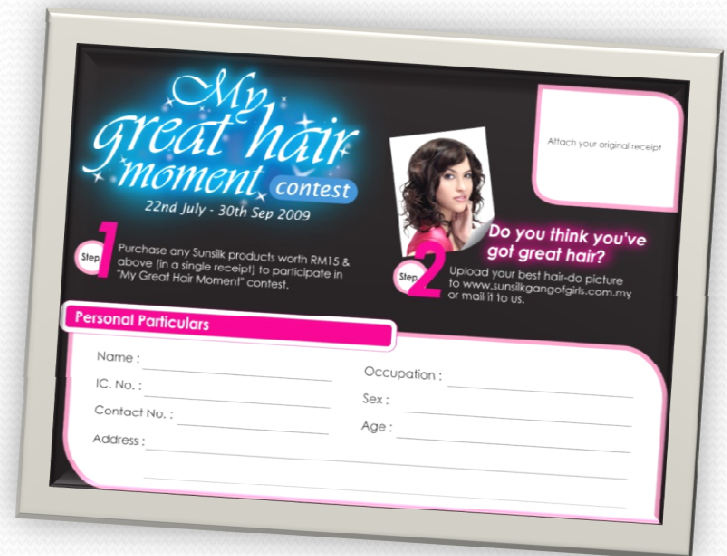 My
great hair
moment contest
22nd July - 30th Sep 2009
Attach your original receipt
Step 1
Purchase any Sunsilk products worth RM15 &
above (in a single receipt) to participate in
"My Great Hair Moment" contest.
Do you think you've
got great hair?
Step 2
Upload your best hair-do picture
to www.sunsilkgangofgirls.com.my
or mail it to us.
Personal Particulars
Name :
IC. No. :
Contact No. :
Address :
Occupation :
Sex :
Age :